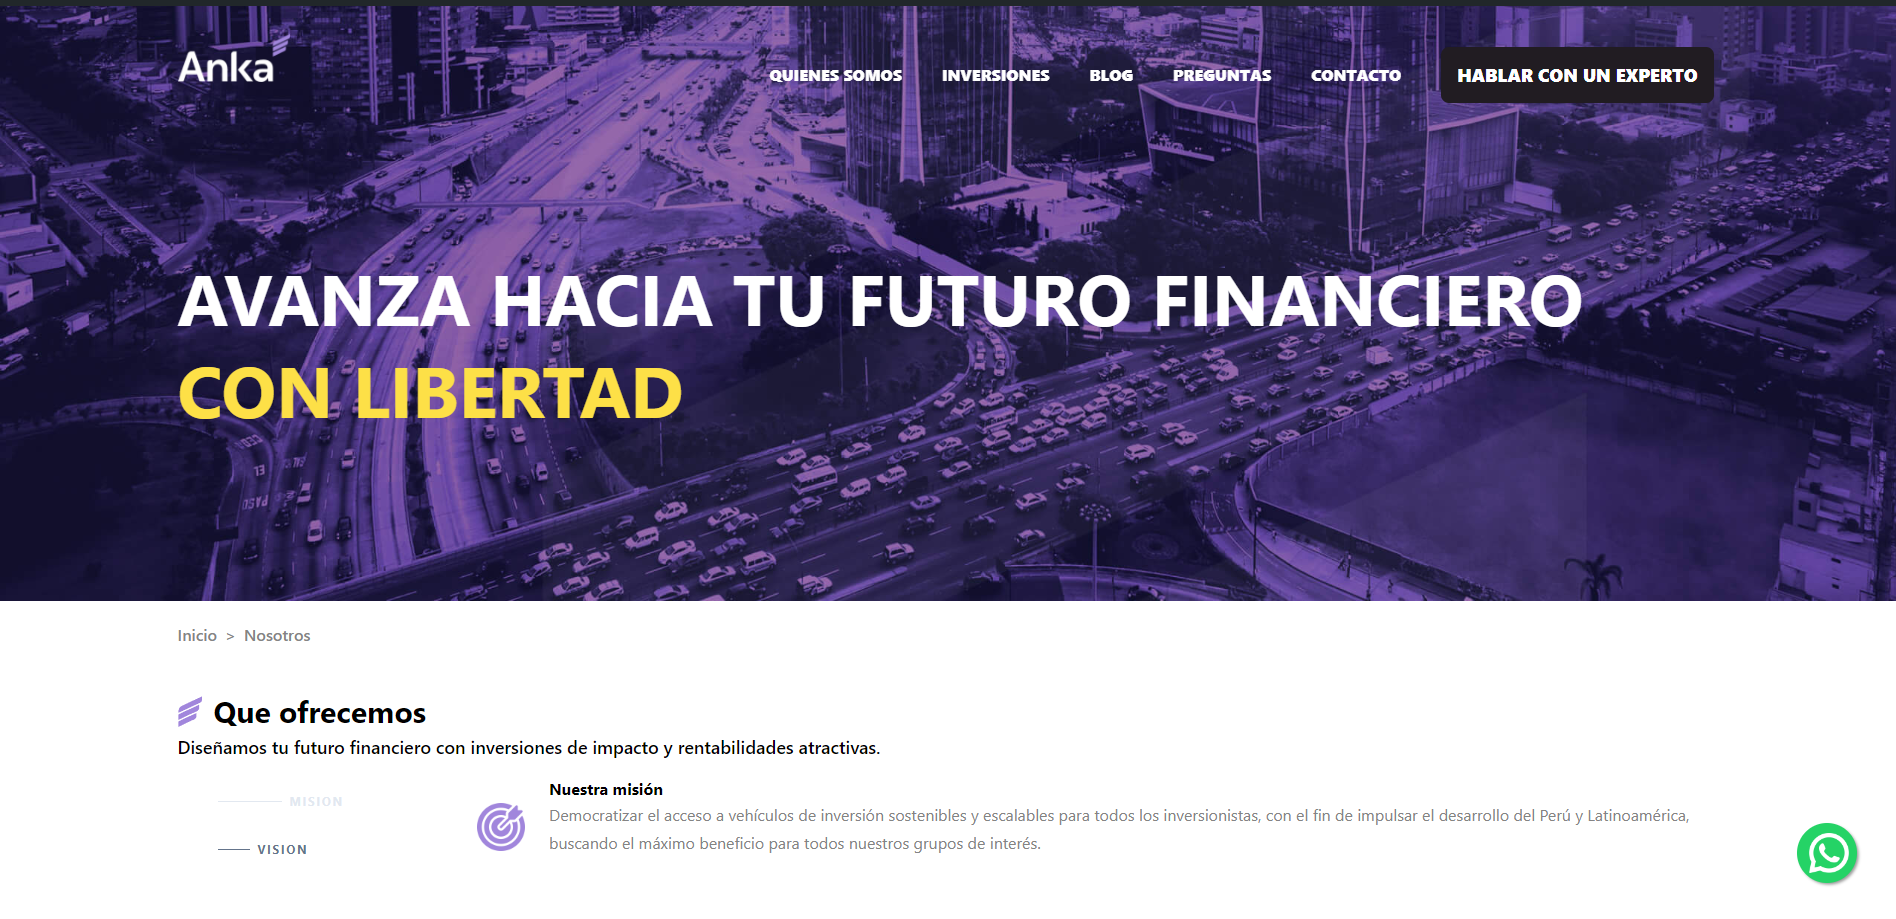 Anka
QUIENES SOMOS INVERSIONES BLOG PREGUNTAS CONTACTO HABLAR CON UN EXPERTO
AVANZA HACIA TU FUTURO FINANCIERO
CON LIBERTAD
Inicio > Nosotros
Que ofrecemos
Diseñamos tu futuro financiero con inversiones de impacto y rentabilidades atractivas.
MISION
VISION
Nuestra misión
Democratizar el acceso a vehículos de inversión sostenibles y escalables para todos los inversionistas, con el fin de impulsar el desarrollo del Perú y Latinoamérica,
buscando el máximo beneficio para todos nuestros grupos de interés.